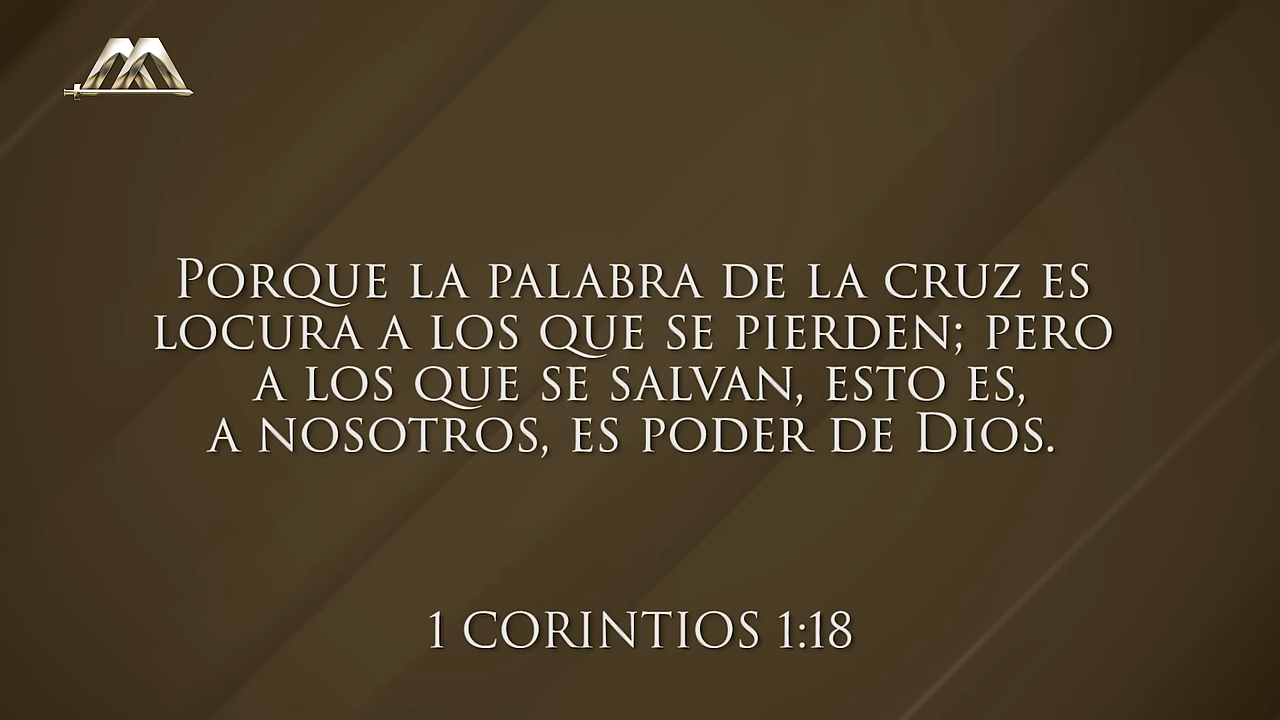 Porque la palabra de la cruz es
locura a los que se pierden; pero
a los que se salvan, esto es,
a nosotros, es poder de Dios.
1 CORINTIOS 1:18